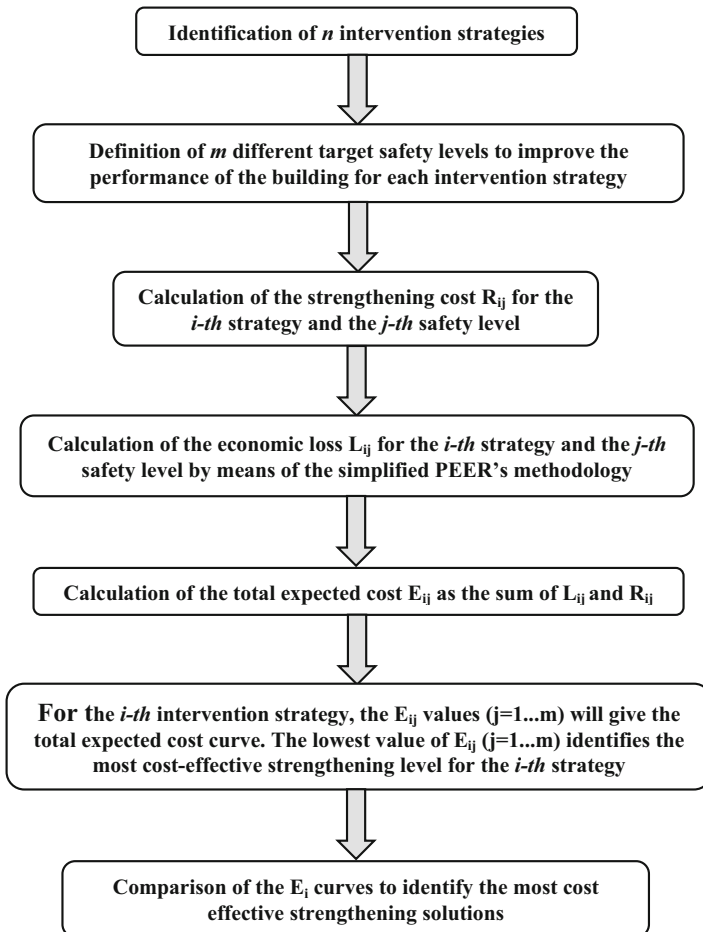 Identification of n intervention strategies
Definition of m different target safety levels to improve the
performance of the building for each intervention strategy
Calculation of the strengthening cost Rij for the
i-th strategy and the j-th safety level
Calculation of the economic loss Lij for the i-th strategy and the j-th
safety level by means of the simplified PEER’s methodology
Calculation of the total expected cost Eij as the sum of Lij and Rij
For the i-th intervention strategy, the Eij values (j=1...m) will give the
total expected cost curve. The lowest value of Eij (j=1...m) identifies the
most cost-effective strengthening level for the i-th strategy
Comparison of the Ei curves to identify the most cost
effective strengthening solutions